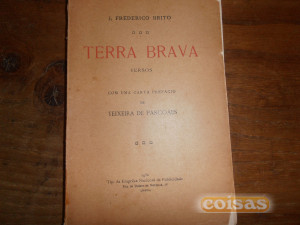 J. FREDERICO BRITO
TERRA BRAVA
VERSOS
COM UMA CARTA PREFACIO
DE
TEIXEIRA DE PASCOAES
coisas